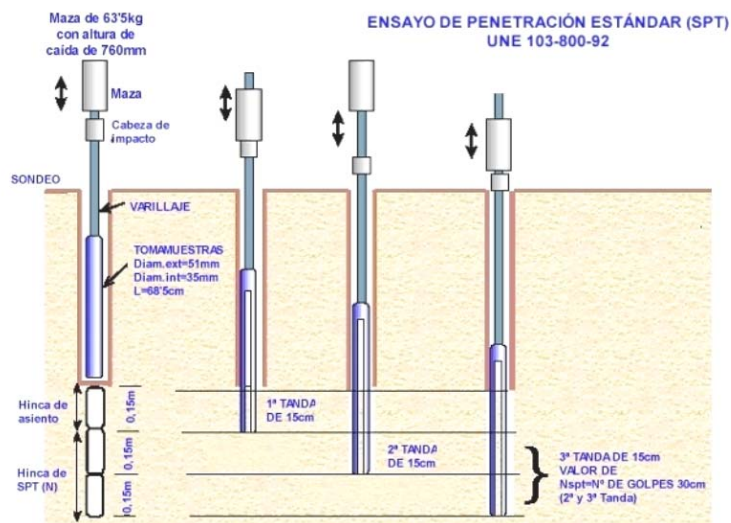 Maza de 63'5kg
con altura de
caída de 760mm
ENSAYO DE PENETRACIÓN ESTÁNDAR (SPT)
UNE 103-800-92
Maza
Cabeza de
impacto
SONDEO
VARILLAJE
TOMAMUESTRAS
Diam.ext=51mm
Diam.int=35mm
L=68'5cm
Hinca de
asiento
0,15m
1ª TANDA
DE 15cm
Hinca de
SPT (N)
0,15m
0,15m
2ª TANDA
DE 15cm
3ª TANDA DE 15cm
VALOR DE
Nspt=Nº DE GOLPES 30cm
(2ª y 3ª Tanda)